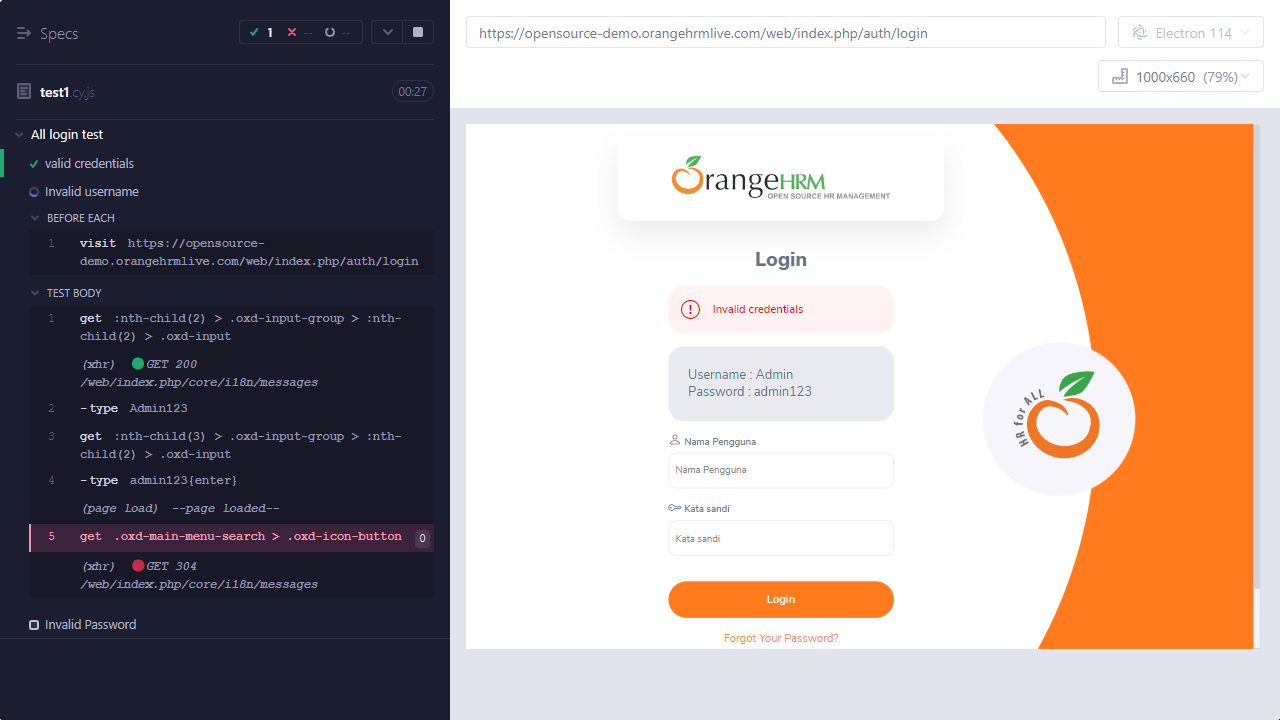 Specs
1
--
--
https://opensource-demo.orangehrmlive.com/web/index.php/auth/login
Electron 114
1000x660 (79%)
test1.cy.js
00:27
All login test
valid credentials
Invalid username
BEFORE EACH
1 visit https://opensource-
demo.orangehrmlive.com/web/index.php/auth/login
TEST BODY
1 get :nth-child(2) > .oxd-input-group > :nth-
child(2) > .oxd-input
(xhr) GET 200
/web/index.php/core/i18n/messages
2 -type Admin123
3 get :nth-child(3) > .oxd-input-group > :nth-
child(2) > .oxd-input
4 -type admin123{enter}
(page load) --page loaded--
5 get .oxd-main-menu-search > .oxd-icon-button 0
(xhr) GET 304
/web/index.php/core/i18n/messages
Invalid Password
OrangeHRM
OPEN SOURCE HR MANAGEMENT
Login
Invalid credentials
Username : Admin
Password : admin123
Nama Pengguna
Nama Pengguna
Kata sandi
Kata sandi
Login
Forgot Your Password?
HR for ALL